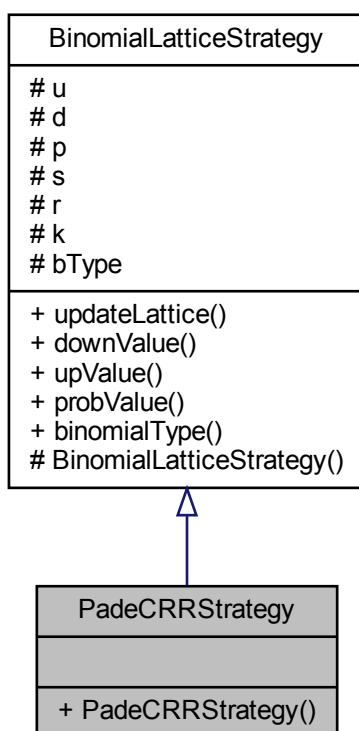 BinomialLatticeStrategy
# u
# d
# p
# s
# r
# k
# bType
+ updateLattice()
+ downValue()
+ upValue()
+ probValue()
+ binomialType()
# BinomialLatticeStrategy()
PadeCRRStrategy
+ PadeCRRStrategy()